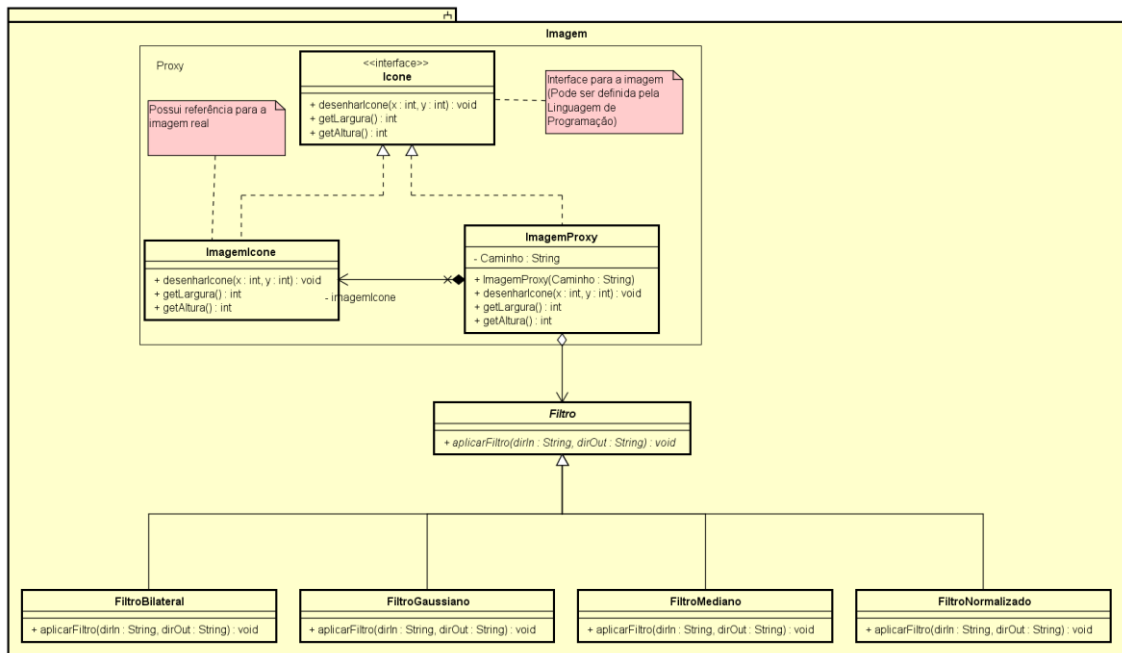 Imagem
Proxy
<<interface>>
Icone
+ desenharIcone(x : int, y : int) : void
+ getLargura() : int
+ getAltura() : int
Interface para a imagem
(Pode ser definida pela
Linguagem de
Programação)
Possui referência para a
imagem real
ImagemIcone
+ desenharIcone(x : int, y : int) : void
+ getLargura() : int
+ getAltura() : int
- imagemIcone
ImagemProxy
- Caminho : String
+ ImagemProxy(Caminho : String)
+ desenharIcone(x : int, y : int) : void
+ getLargura() : int
+ getAltura() : int
Filtro
+ aplicarFiltro(dirIn : String, dirOut : String) : void
FiltroBilateral
+ aplicarFiltro(dirIn : String, dirOut : String) : void
FiltroGaussiano
+ aplicarFiltro(dirIn : String, dirOut : String) : void
FiltroMediano
+ aplicarFiltro(dirIn : String, dirOut : String) : void
FiltroNormalizado
+ aplicarFiltro(dirIn : String, dirOut : String) : void